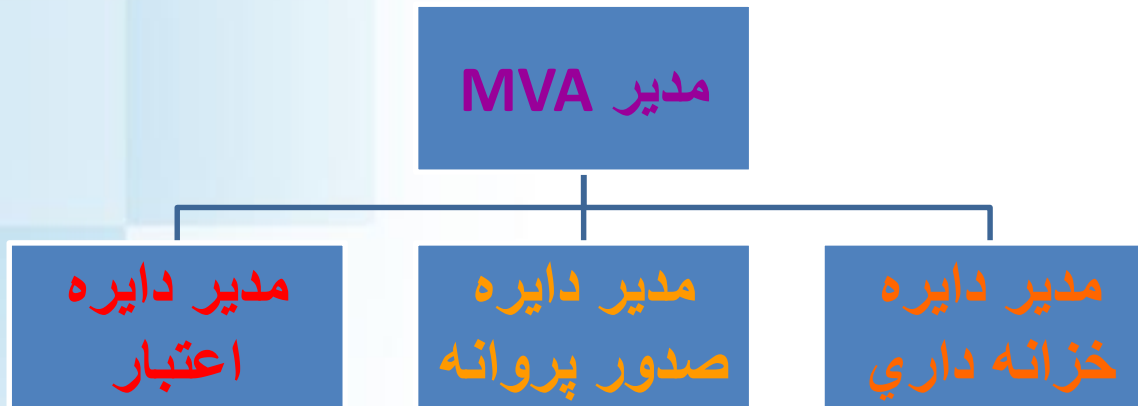 مدير MVA
مدير دايره
خزانه داري
مدير دايره
صدور پروانه
مدير دايره
اعتبار